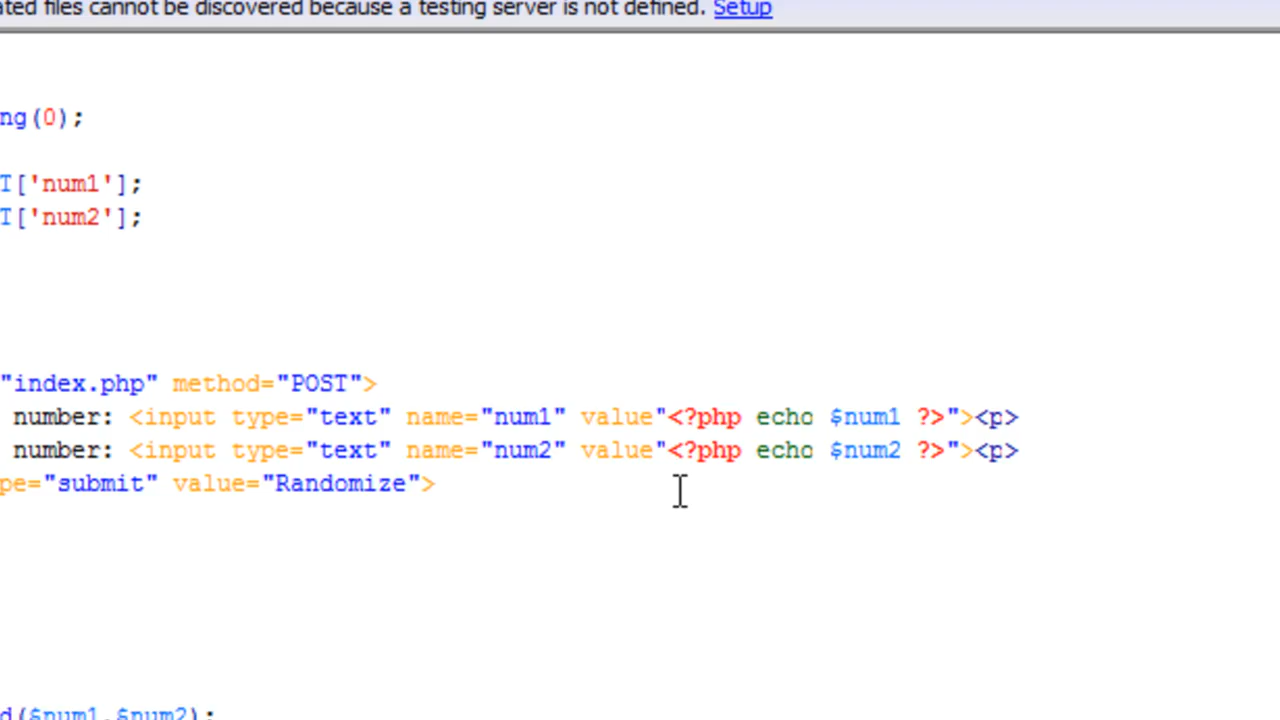 ated files cannot be discovered because a testing server is not defined. Setup
ng(0);
T['num1'];
T['num2'];
"index.php" method="POST">
number: <input type="text" name="num1" value"<?php echo $num1 ?>"><p>
number: <input type="text" name="num2" value"<?php echo $num2 ?>"><p>
pe="submit" value="Randomize">
d($num1,$num2);